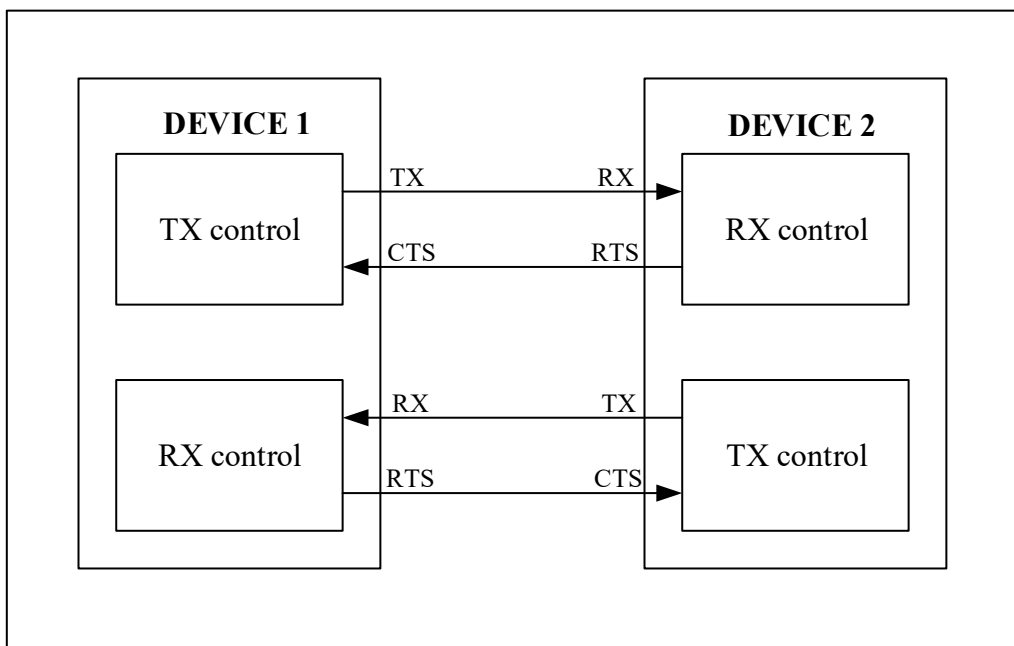 DEVICE 1
DEVICE 2
TX control
TX
RX
RX control
CTS
RTS
RX control
RX
TX
TX control
RTS
CTS